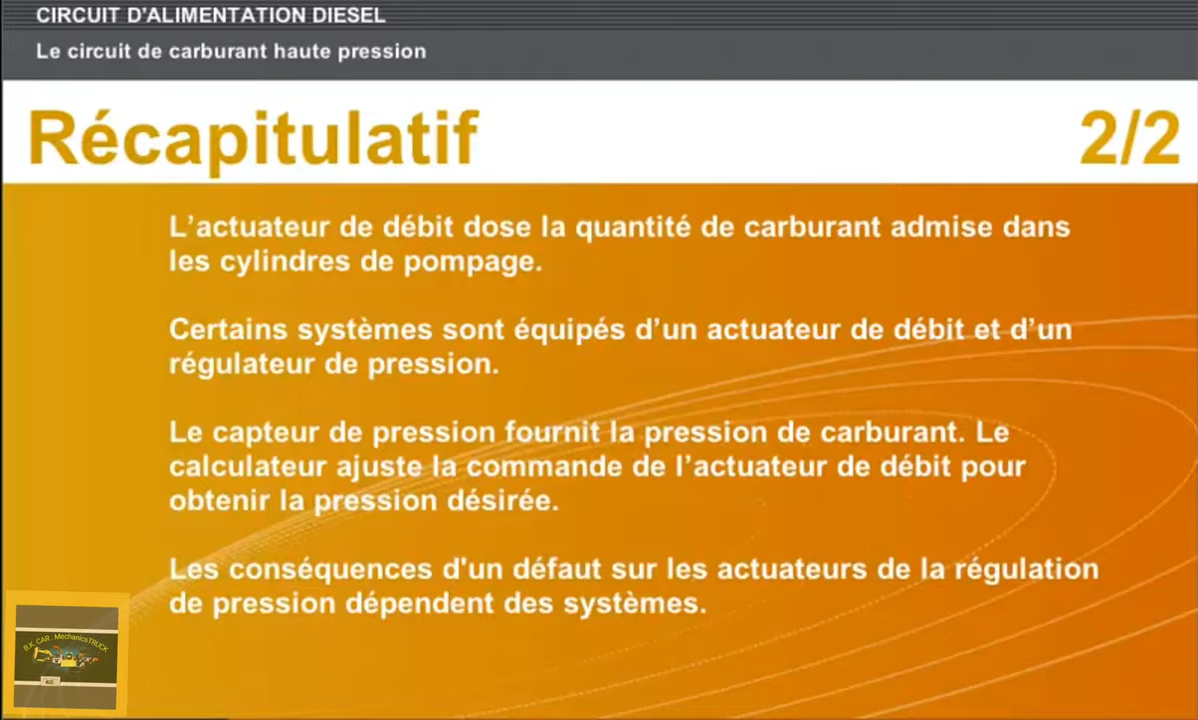 CIRCUIT D'ALIMENTATION DIESEL
Le circuit de carburant haute pression
Récapitulatif 2/2
L’actuateur de débit dose la quantité de carburant admise dans
les cylindres de pompage.
Certains systèmes sont équipés d’un actuateur de débit et d’un
régulateur de pression.
Le capteur de pression fournit la pression de carburant. Le
calculateur ajuste la commande de l’actuateur de débit pour
obtenir la pression désirée.
Les conséquences d'un défaut sur les actuateurs de la régulation
de pression dépendent des systèmes.
B.K. CAR . MechanicsTRUCK